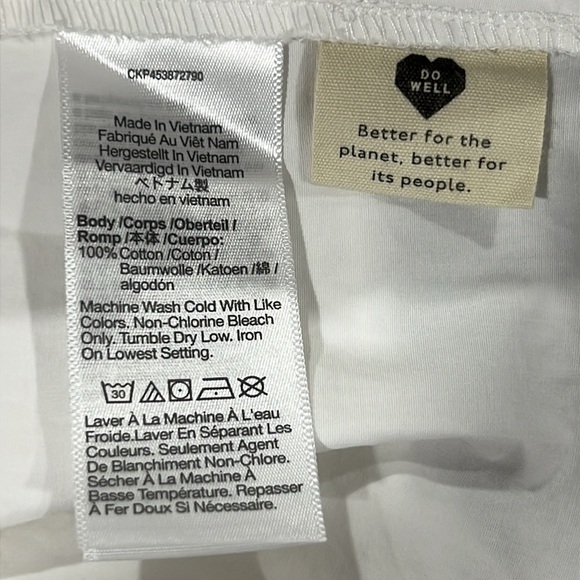 CKP453872790
Made In Vietnam
Fabriqué Au Việt Nam
Hergestellt In Vietnam
Vervaardigd In Vietnam
ベトナム製
hecho en vietnam
Body /Corps /Oberteil /
Romp /本体 /Cuerpo:
100% Cotton /Coton /
Baumwolle /Katoen /綿 /
algodón
Machine Wash Cold With Like
Colors. Non-Chlorine Bleach
Only. Tumble Dry Low. Iron
On Lowest Setting.
30
Laver À La Machine À L'eau
Froide.Laver En Séparant Les
Couleurs. Seulement Agent
De Blanchiment Non-Chlore.
Sécher À La Machine À
Basse Température. Repasser
À Fer Doux Si Nécessaire.
DO
WELL
Better for the
planet, better for
its people.